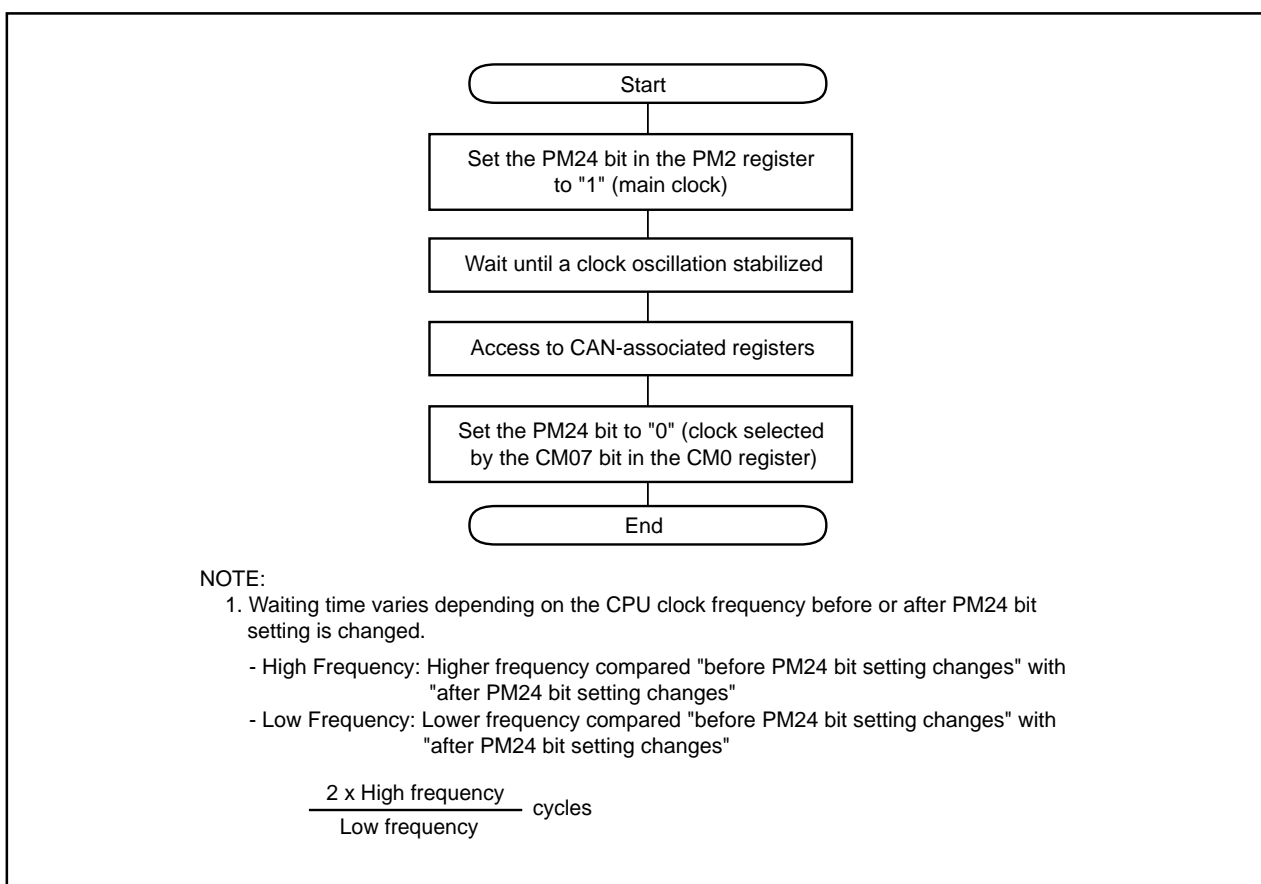 Start
Set the PM24 bit in the PM2 register
to "1" (main clock)
Wait until a clock oscillation stabilized
Access to CAN-associated registers
Set the PM24 bit to "0" (clock selected
by the CM07 bit in the CM0 register)
End
NOTE:
1. Waiting time varies depending on the CPU clock frequency before or after PM24 bit
setting is changed.
- High Frequency: Higher frequency compared "before PM24 bit setting changes" with
"after PM24 bit setting changes"
- Low Frequency: Lower frequency compared "before PM24 bit setting changes" with
"after PM24 bit setting changes"
2 x High frequency
cycles
Low frequency